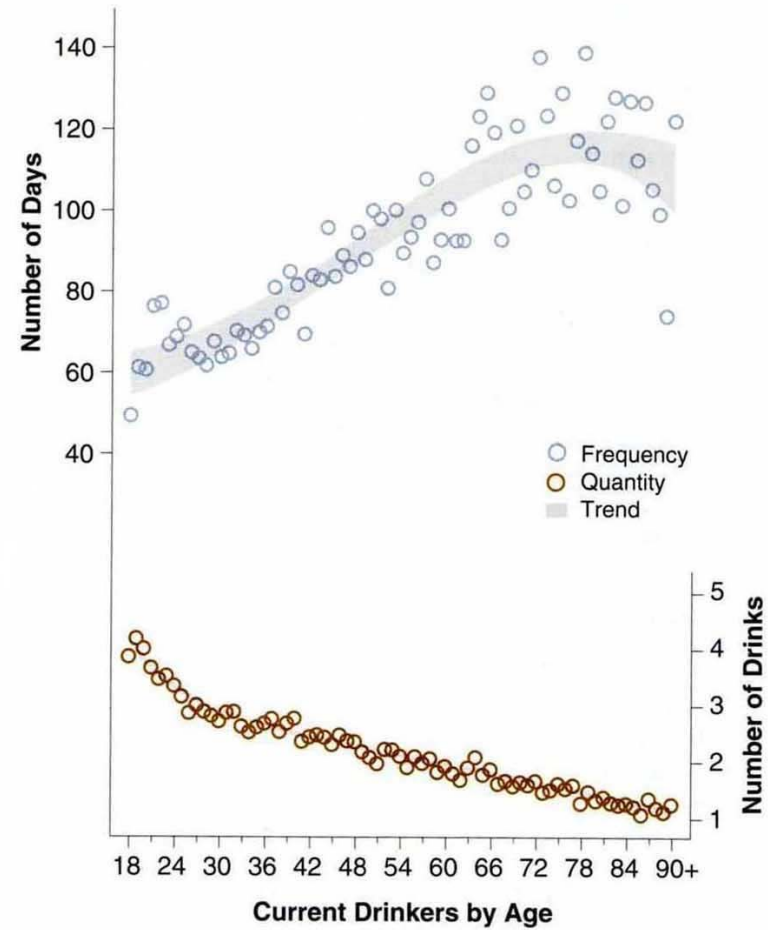 140
120
100
80
60
40
Number of Days
Frequency
Quantity
Trend
5
4
3
2
1
Number of Drinks
18 24 30 36 42 48 54 60 66 72 78 84 90+
Current Drinkers by Age